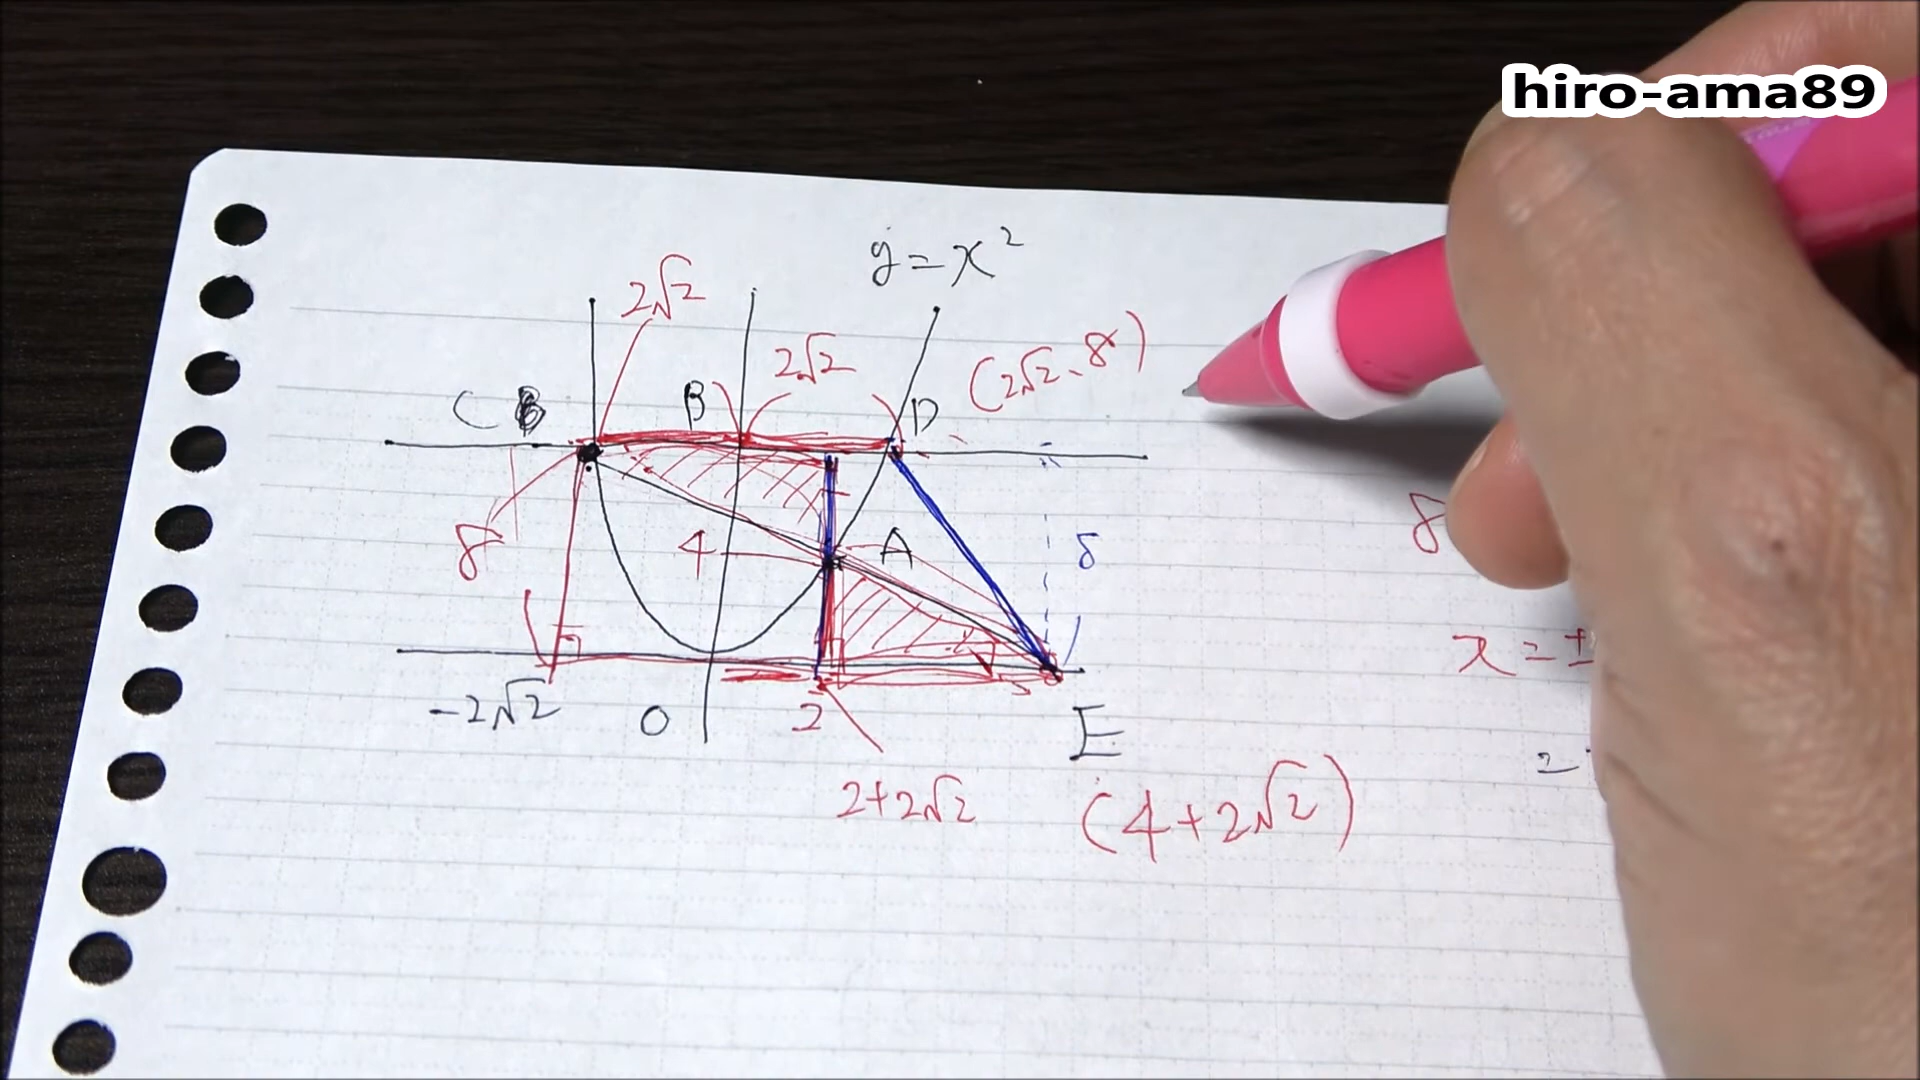 hiro-ama89
y=x²
2√2
2√2
(2√2、8)
C
B
D
8
4
A
8
8
x=±
-2√2
O
2
E
2
2+2√2
(4+2√2)